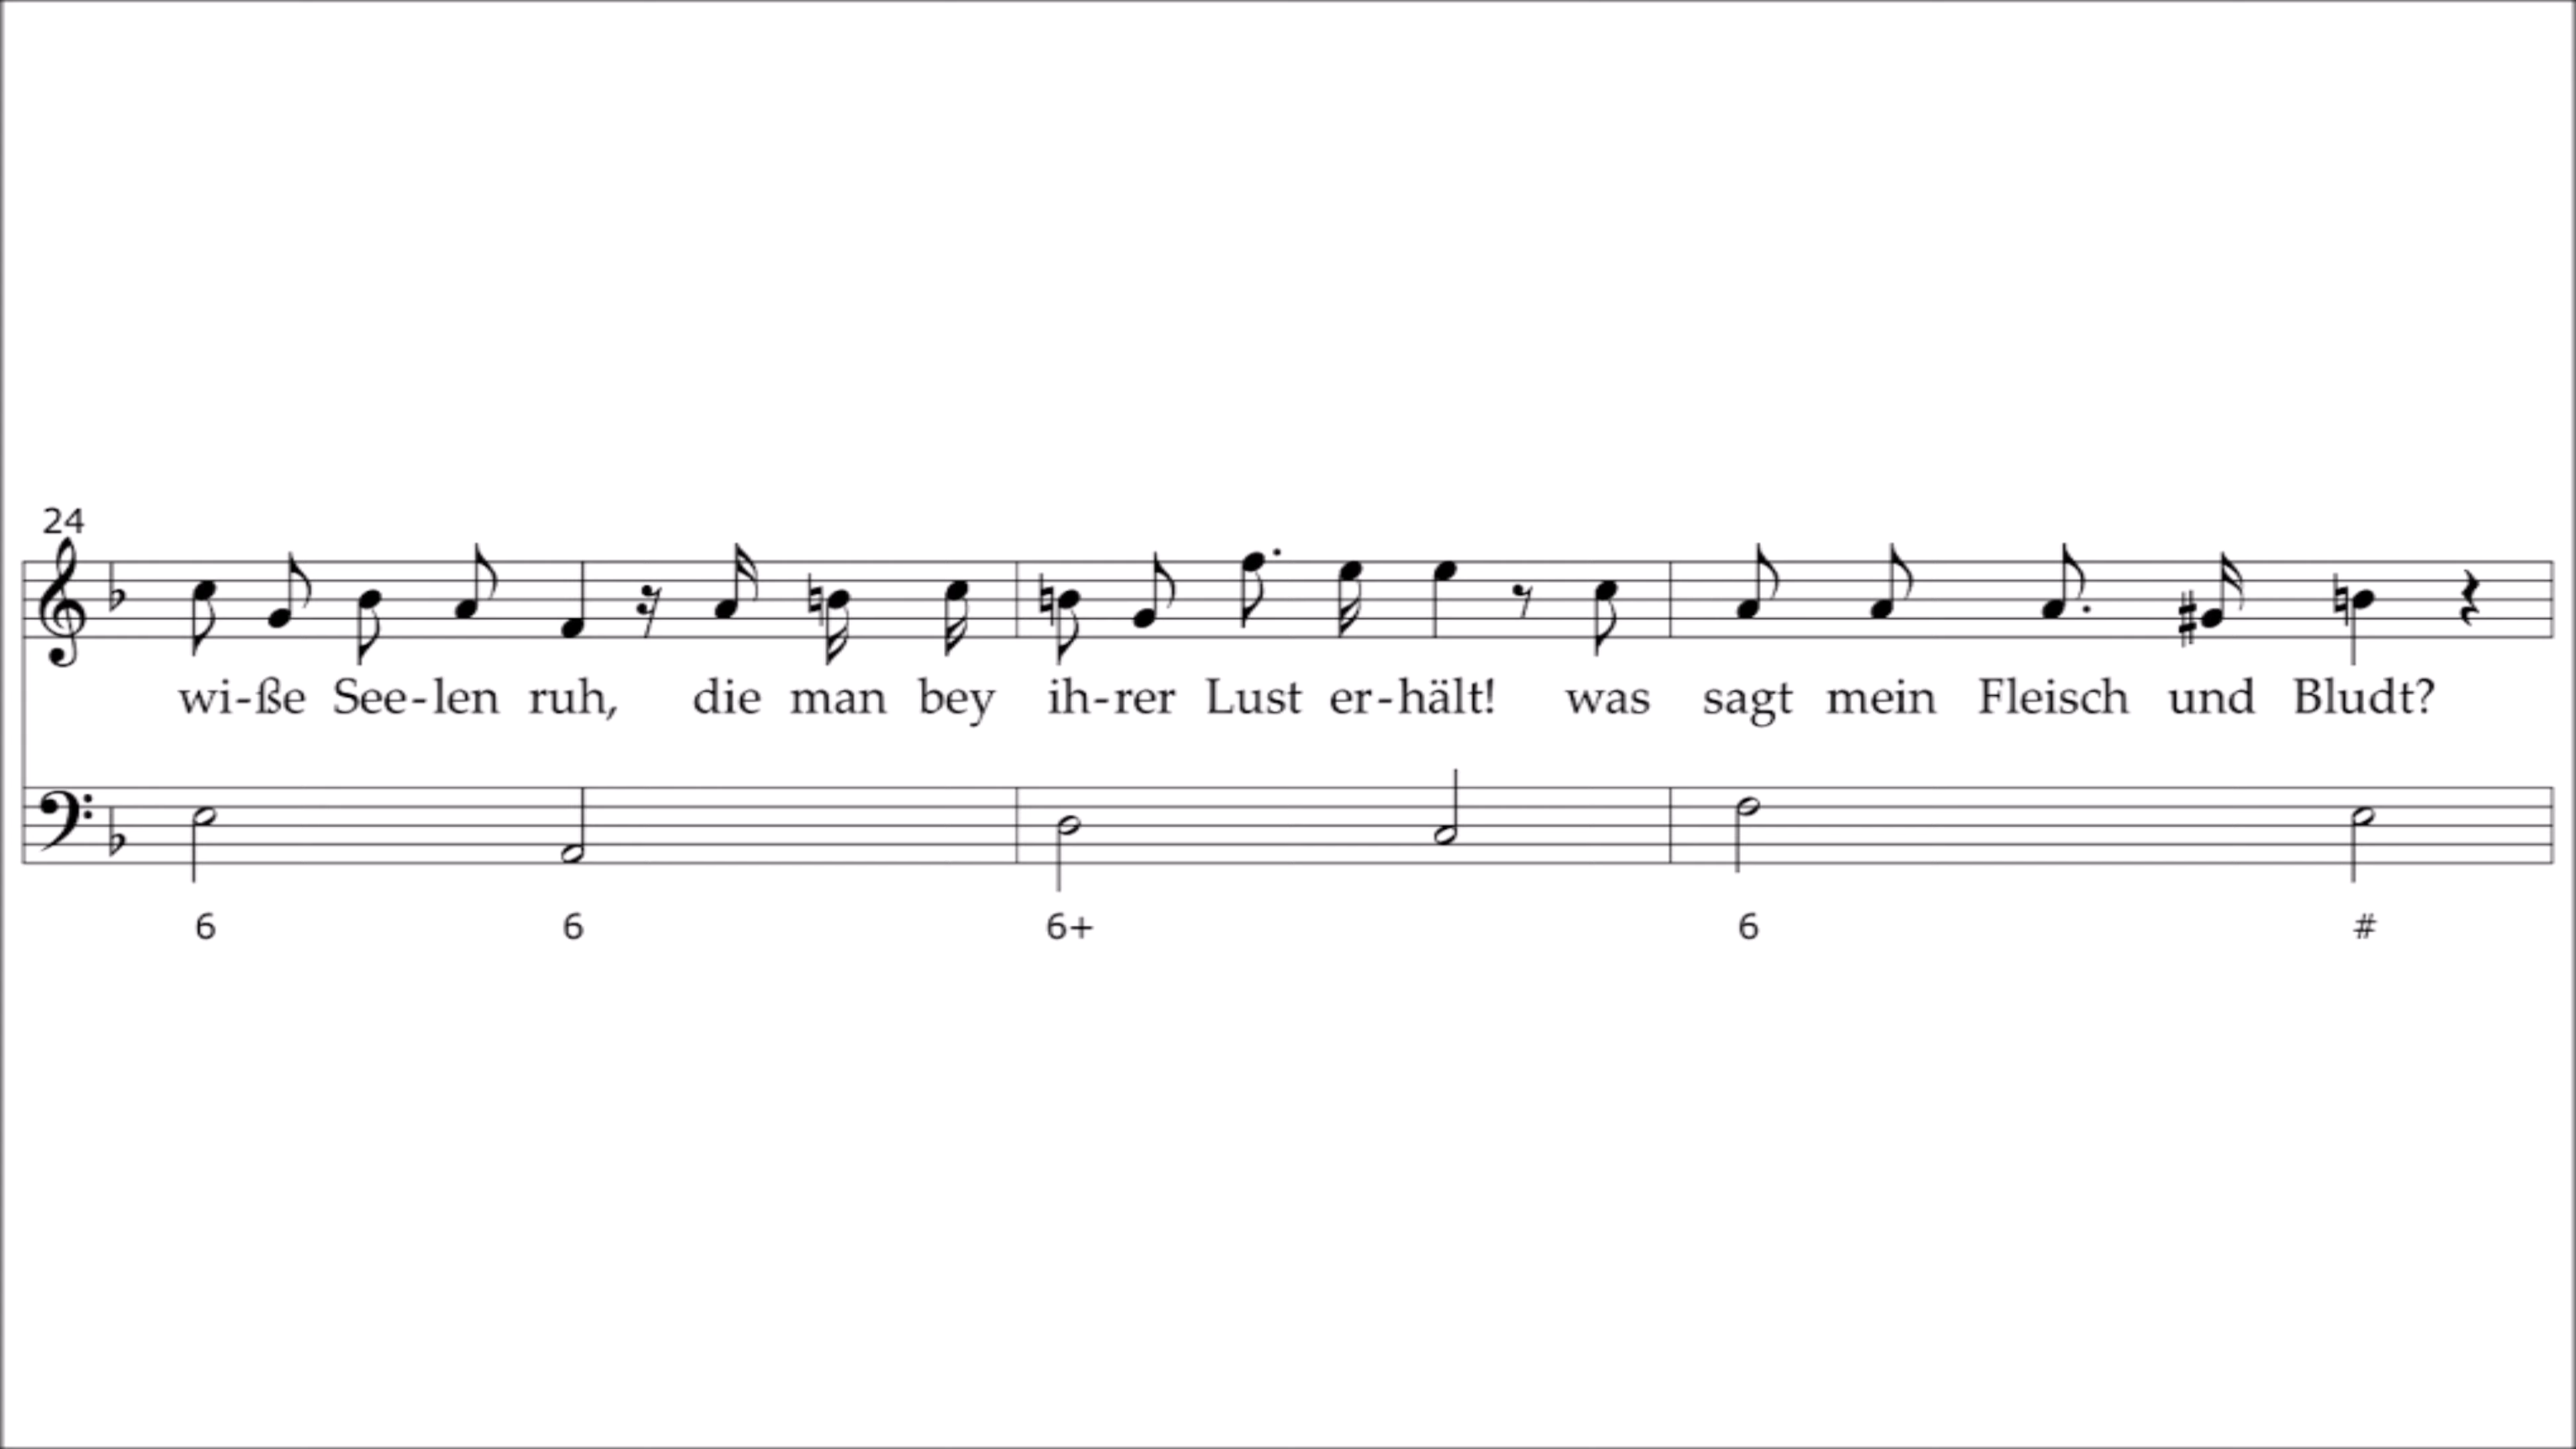 24
wi-ße See-len ruh, die man bey ih-rer Lust er-hält! was sagt mein Fleisch und Bludt?
6 6 6+ 6 #